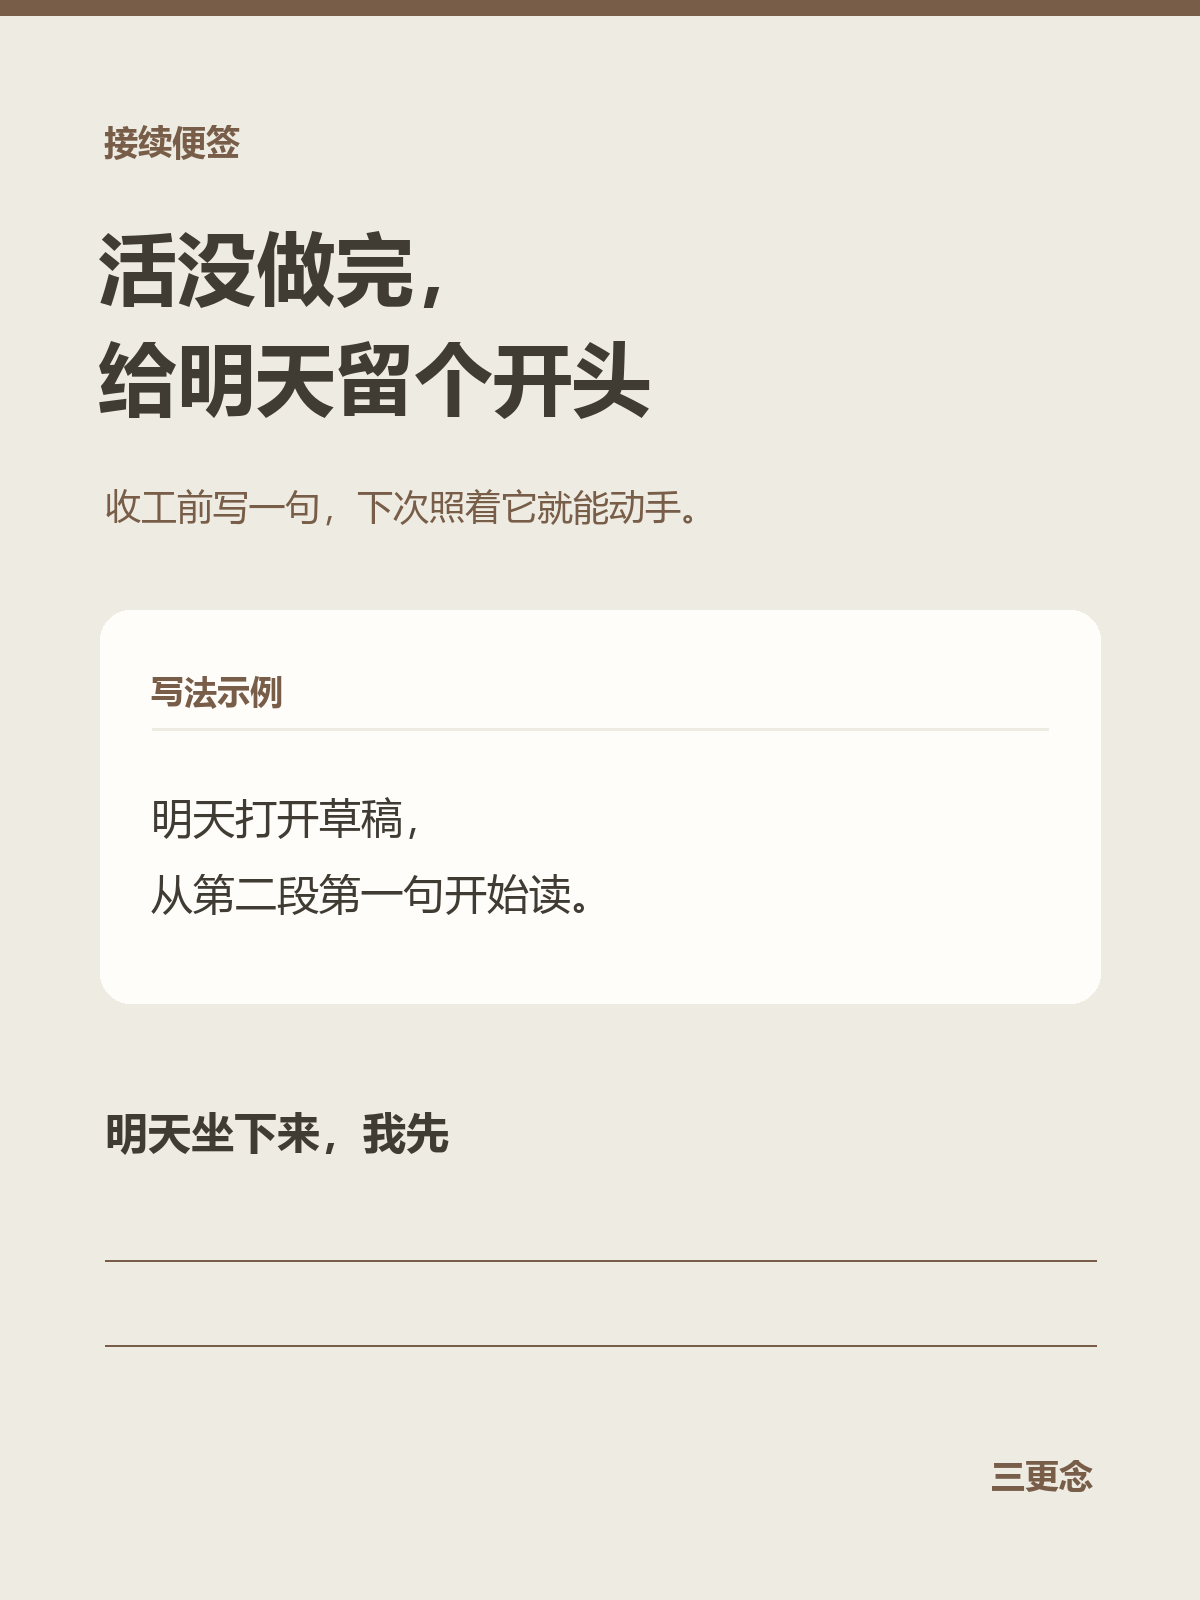 接续便签
活没做完，
给明天留个开头
收工前写一句，下次照着它就能动手。
写法示例
明天打开草稿，
从第二段第一句开始读。
明天坐下来，我先
三更念